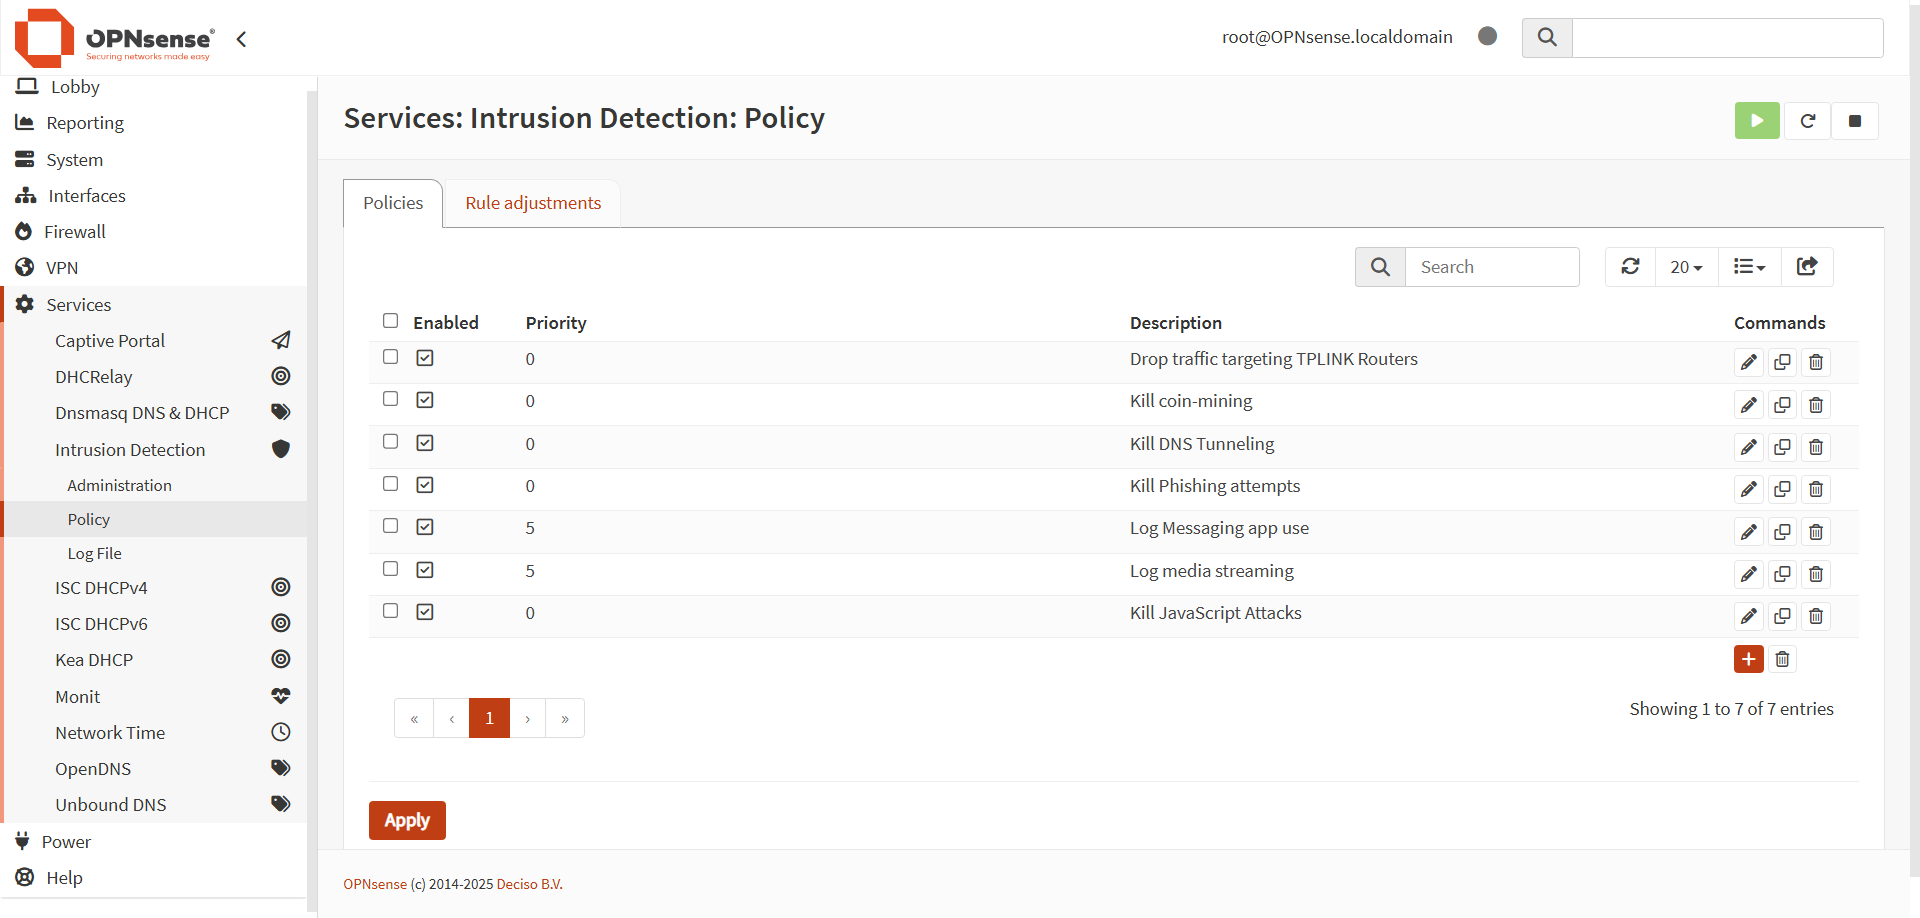 OPNsense®
Securing networks made easy
root@OPNsense.localdomain
Lobby
Reporting
System
Interfaces
Firewall
VPN
Services
Captive Portal
DHCRelay
Dnsmasq DNS & DHCP
Intrusion Detection
Administration
Policy
Log File
ISC DHCPv4
ISC DHCPv6
Kea DHCP
Monit
Network Time
OpenDNS
Unbound DNS
Power
Help
Services: Intrusion Detection: Policy
Policies Rule adjustments
Search 20
Enabled Priority Description Commands
0 Drop traffic targeting TPLINK Routers
0 Kill coin-mining
0 Kill DNS Tunneling
0 Kill Phishing attempts
5 Log Messaging app use
5 Log media streaming
0 Kill JavaScript Attacks
« ‹ 1 › » Showing 1 to 7 of 7 entries
Apply
OPNsense (c) 2014-2025 Deciso B.V.